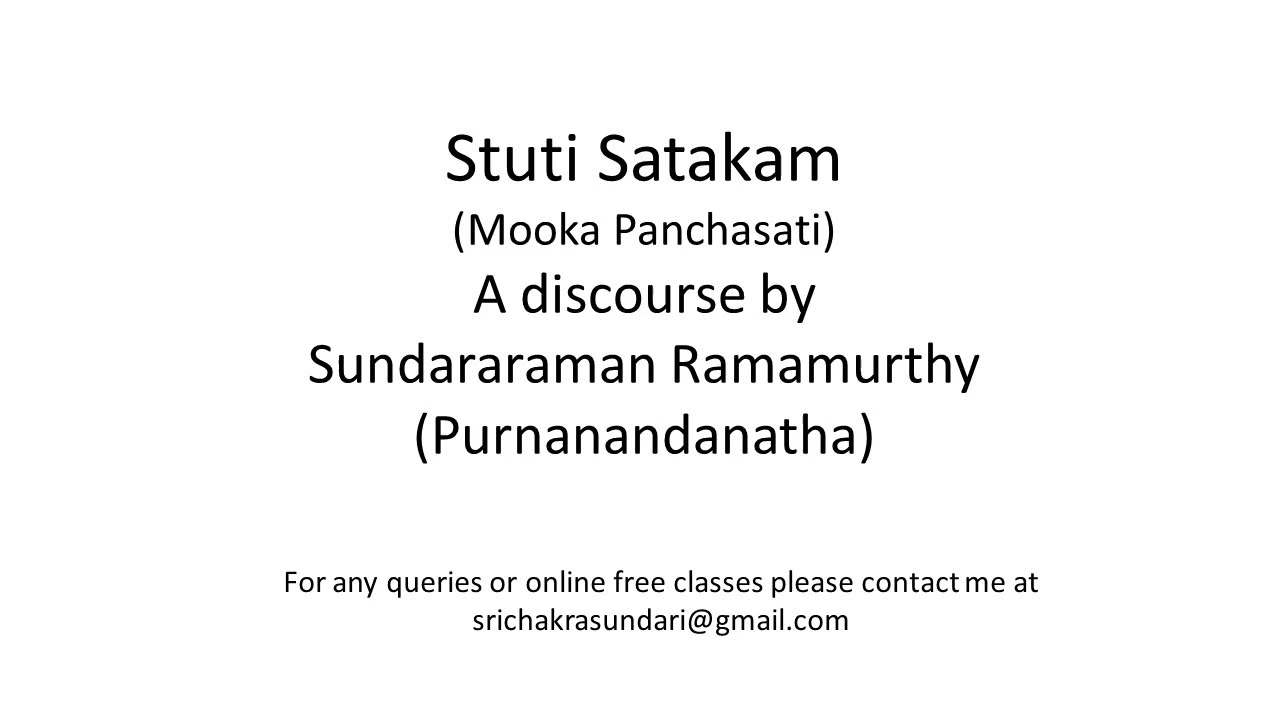 Stuti Satakam
(Mooka Panchasati)
A discourse by
Sundararaman Ramamurthy
(Purnanandanatha)
For any queries or online free classes please contact me at
srichakrasundari@gmail.com